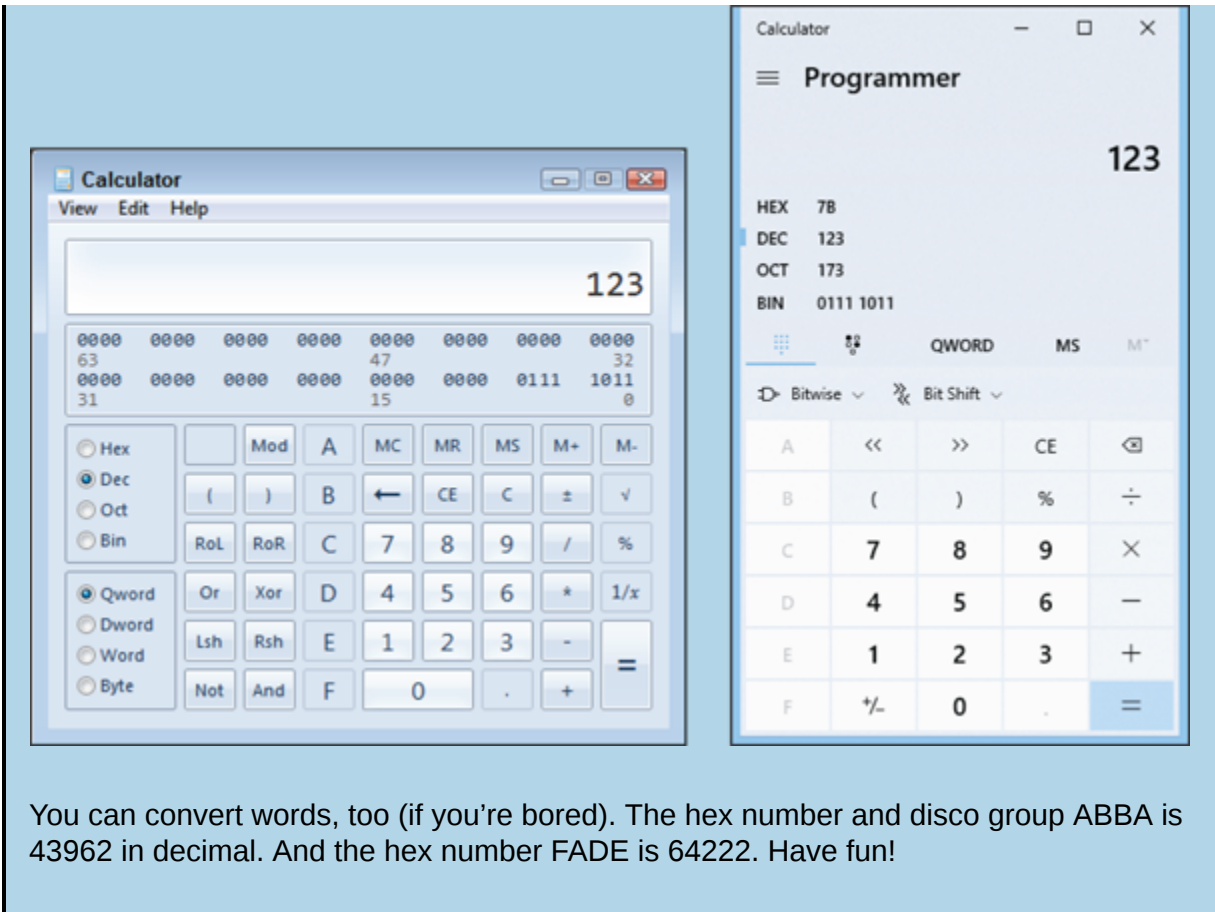 Calculator
View Edit Help
123
0000 0000 0000 0000 0000 0000 0000 0000
63 47 32
0000 0000 0000 0000 0000 0000 0111 1011
31 15 0
Hex
Dec
Oct
Bin
Qword
Dword
Word
Byte
Mod A MC MR MS M+ M-
( ) B ← CE C ± √
RoL RoR C 7 8 9 / %
Or Xor D 4 5 6 * 1/x
Lsh Rsh E 1 2 3 - =
Not And F 0 . +
Calculator
Programmer
123
HEX 7B
DEC 123
OCT 173
BIN 0111 1011
QWORD MS M˅
Bitwise Bit Shift
A << >> CE
B ( ) % ÷
C 7 8 9 ×
D 4 5 6 −
E 1 2 3 +
F +/− 0 . =
You can convert words, too (if you’re bored). The hex number and disco group ABBA is
43962 in decimal. And the hex number FADE is 64222. Have fun!